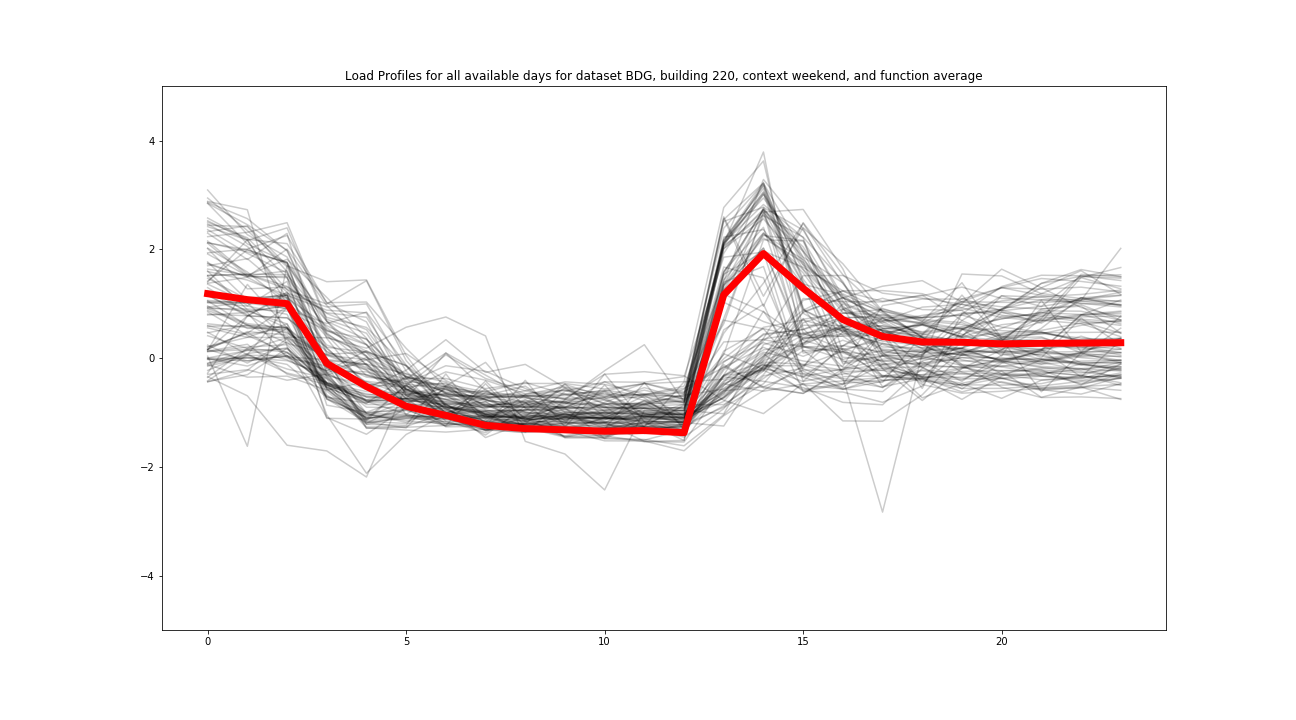 Load Profiles for all available days for dataset BDG, building 220, context weekend, and function average
4
2
0
−2
−4
0 5 10 15 20